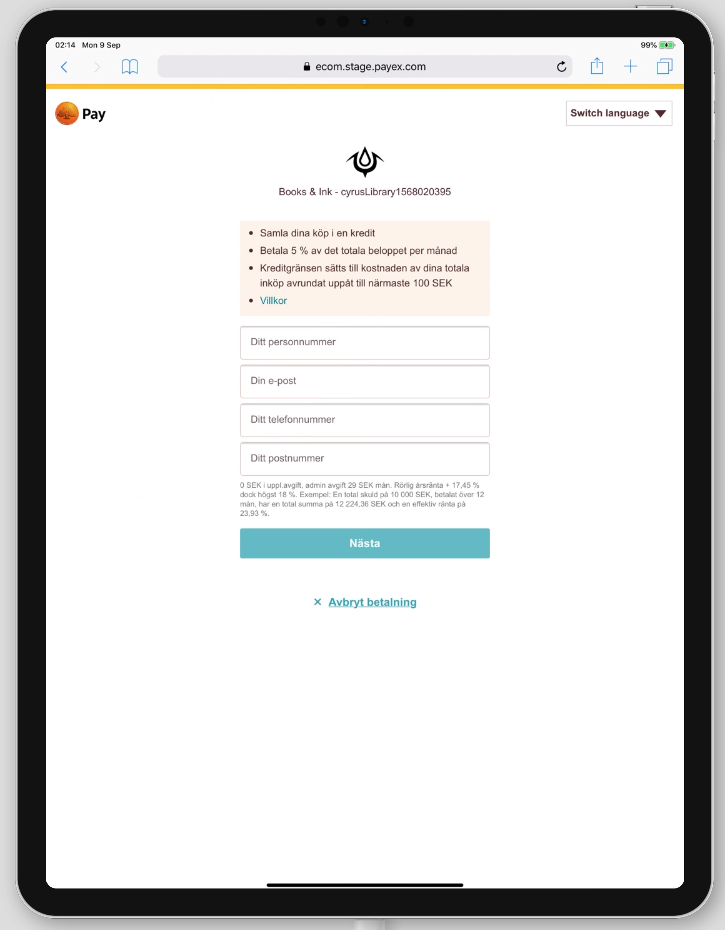 02:14 Mon 9 Sep
99%
ecom.stage.payex.com
Pay
Switch language
Books & Ink - cyrusLibrary1568020395
• Samla dina köp i en kredit
• Betala 5 % av det totala beloppet per månad
• Kreditgränsen sätts till kostnaden av dina totala
inköp avrundat uppåt till närmaste 100 SEK
• Villkor
Ditt personnummer
Din e-post
Ditt telefonnummer
Ditt postnummer
0 SEK i uppl.avgift, admin avgift 29 SEK mån. Rörlig årsränta + 17,45 %
dock högst 18 %. Exempel: En total skuld på 10 000 SEK, betalat över 12
mån, har en total summa på 12 224,36 SEK och en effektiv ränta på
23,93 %.
Nästa
× Avbryt betalning